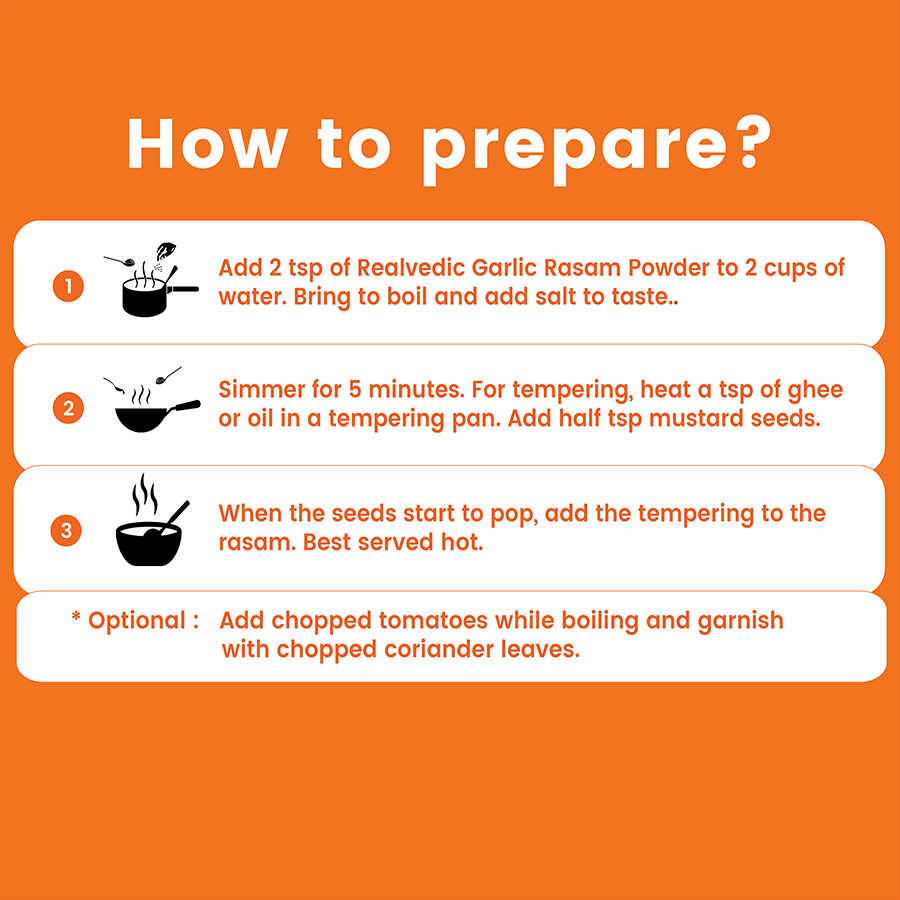 How to prepare?
1
Add 2 tsp of Realvedic Garlic Rasam Powder to 2 cups of
water. Bring to boil and add salt to taste..
2
Simmer for 5 minutes. For tempering, heat a tsp of ghee
or oil in a tempering pan. Add half tsp mustard seeds.
3
When the seeds start to pop, add the tempering to the
rasam. Best served hot.
* Optional : Add chopped tomatoes while boiling and garnish
with chopped coriander leaves.